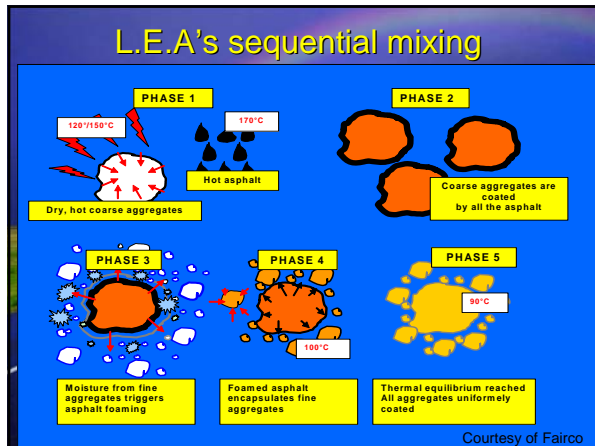 L.E.A's sequential mixing
PHASE 1
120°/150°C
170°C
Hot asphalt
Dry, hot coarse aggregates
PHASE 2
Coarse aggregates are
coated
by all the asphalt
PHASE 3
Moisture from fine
aggregates triggers
asphalt foaming
PHASE 4
100°C
Foamed asphalt
encapsulates fine
aggregates
PHASE 5
90°C
Thermal equilibrium reached
All aggregates uniformely
coated
Courtesy of Fairco